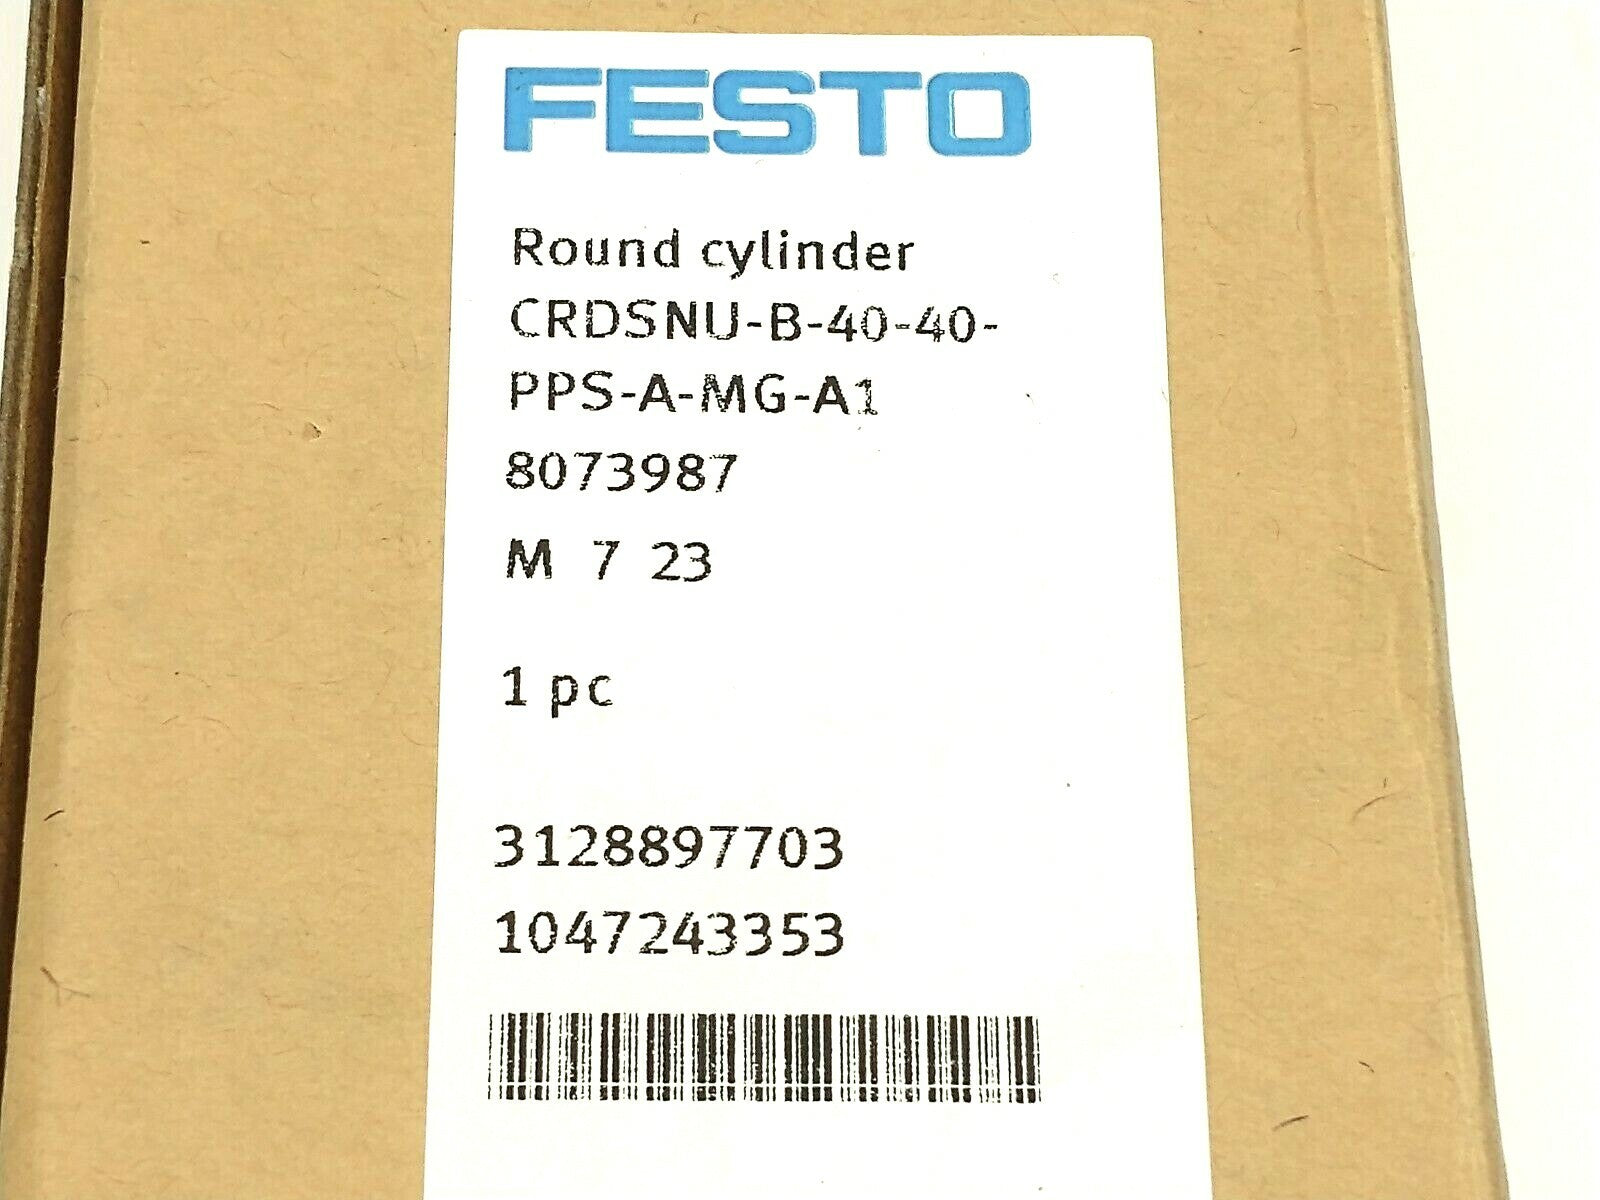 FESTO
Round cylinder
CRDSNU-B-40-40-
PPS-A-MG-A1
8073987
M 7 23
1 pc
3128897703
1047243353